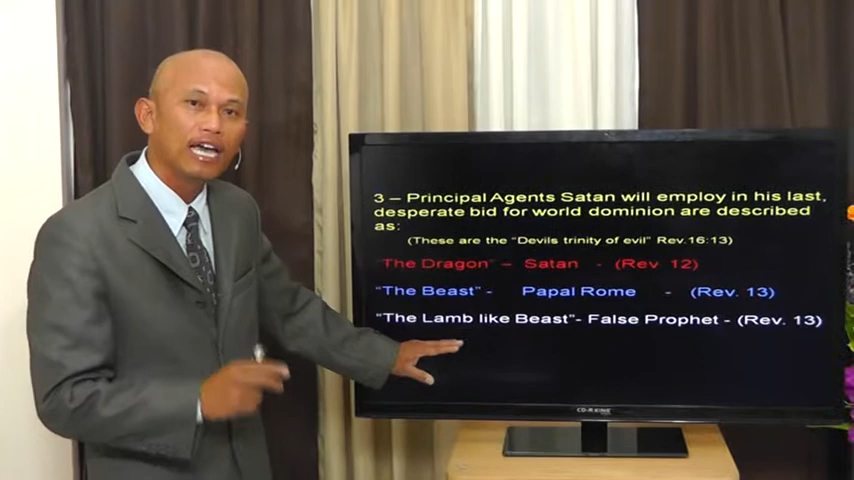 3 – Principal Agents Satan will employ in his last,
desperate bid for world dominion are described
as:
(These are the "Devils trinity of evil" Rev.16:13)
'The Dragon" – Satan - (Rev 12)
"The Beast" - Papal Rome - (Rev. 13)
"The Lamb like Beast"- False Prophet - (Rev. 13)
CD-R KING